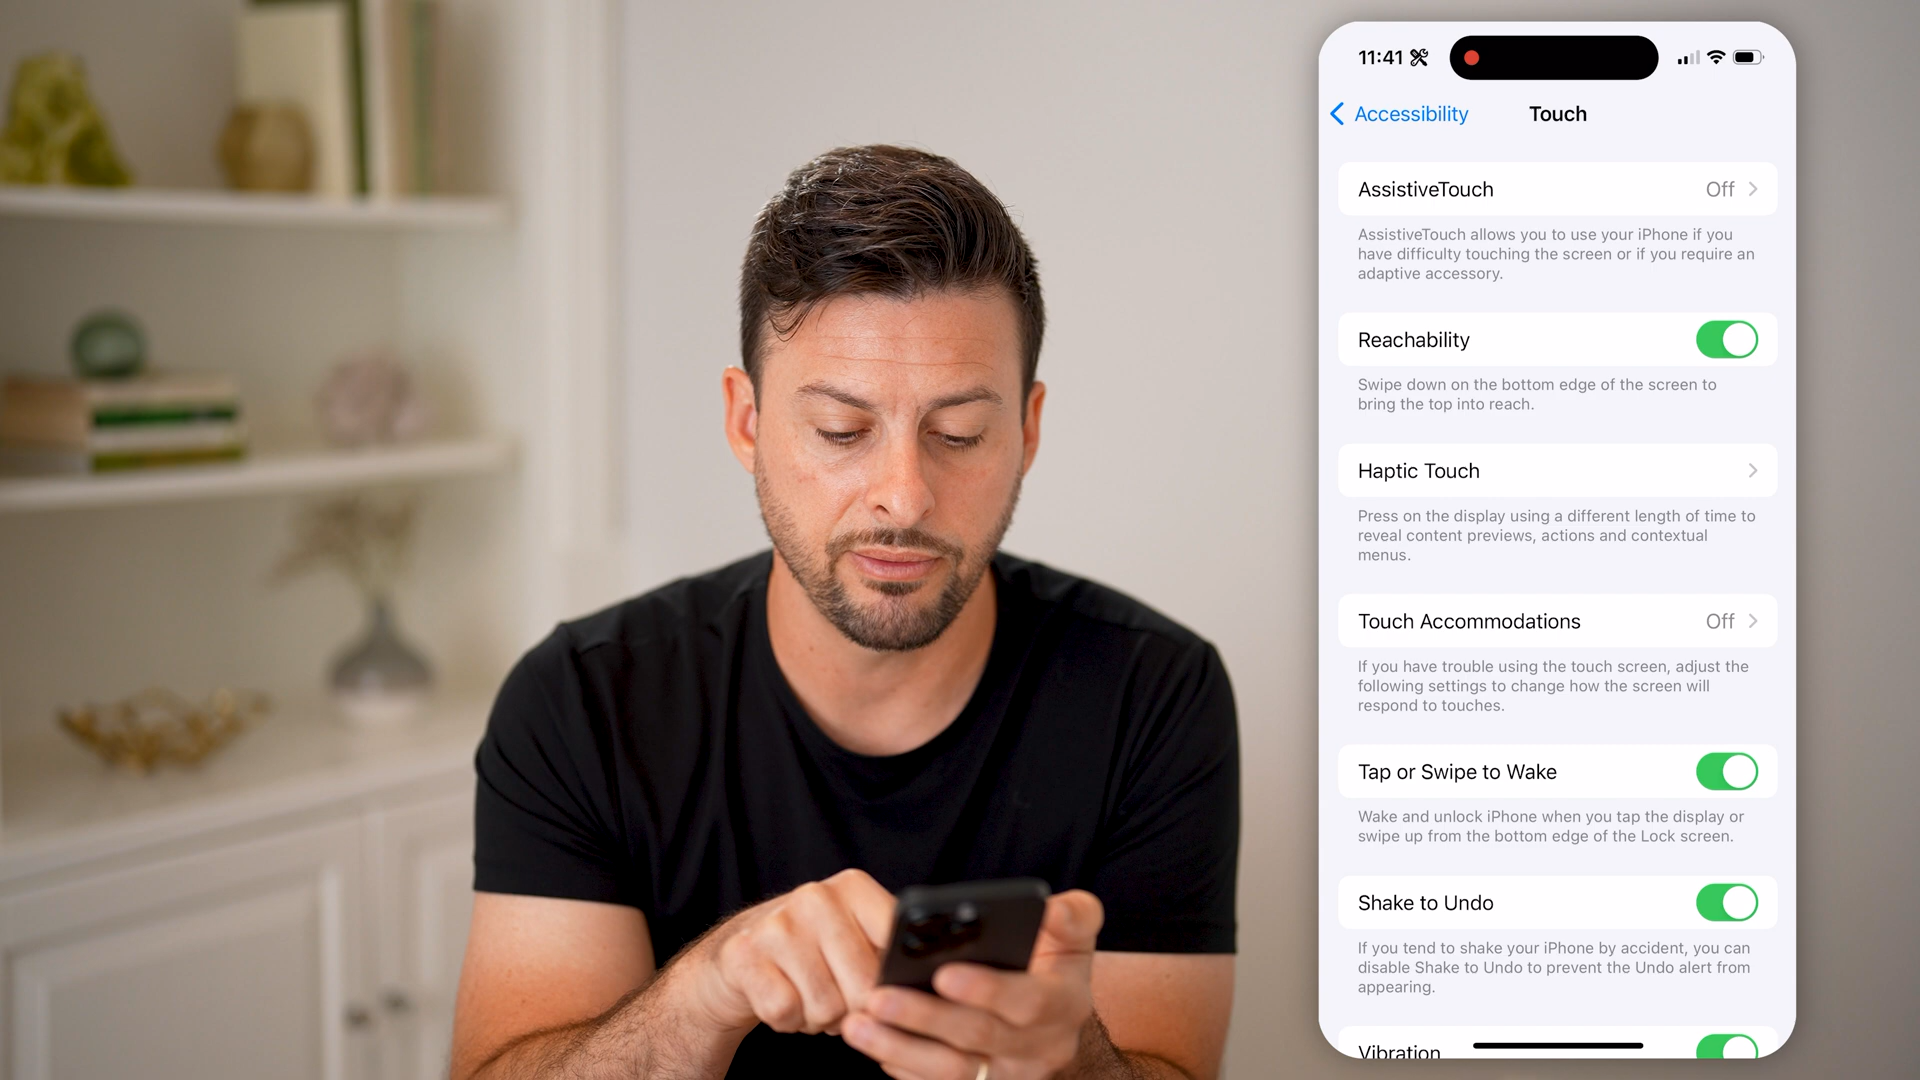 11:41
Accessibility
Touch
AssistiveTouch
Off
AssistiveTouch allows you to use your iPhone if you
have difficulty touching the screen or if you require an
adaptive accessory.
Reachability
Swipe down on the bottom edge of the screen to
bring the top into reach.
Haptic Touch
Press on the display using a different length of time to
reveal content previews, actions and contextual
menus.
Touch Accommodations
Off
If you have trouble using the touch screen, adjust the
following settings to change how the screen will
respond to touches.
Tap or Swipe to Wake
Wake and unlock iPhone when you tap the display or
swipe up from the bottom edge of the Lock screen.
Shake to Undo
If you tend to shake your iPhone by accident, you can
disable Shake to Undo to prevent the Undo alert from
appearing.
Vibration